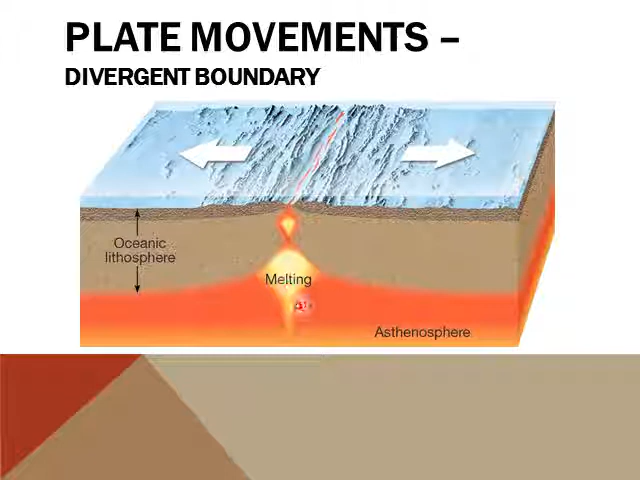 PLATE MOVEMENTS –
DIVERGENT BOUNDARY
Oceanic
lithosphere
Melting
Asthenosphere